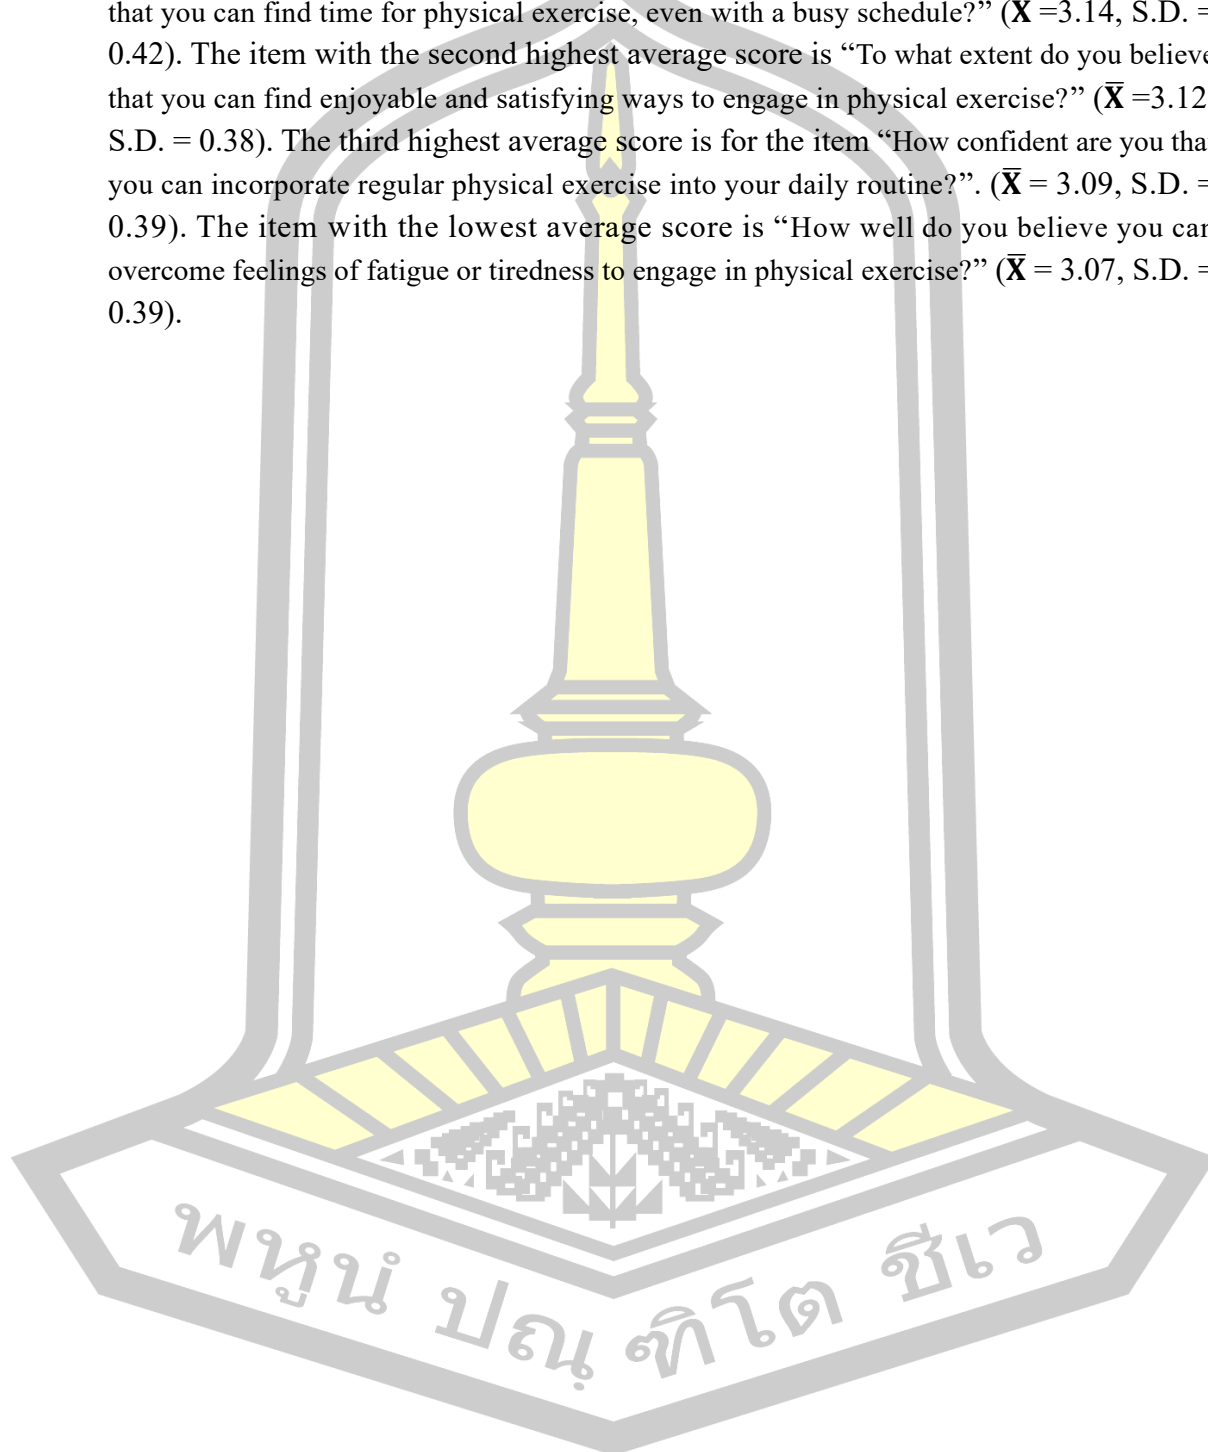 that you can find time for physical exercise, even with a busy schedule?” (X̅ =3.14, S.D. =
0.42). The item with the second highest average score is “To what extent do you believe
that you can find enjoyable and satisfying ways to engage in physical exercise?” (X̅ =3.12
S.D. = 0.38). The third highest average score is for the item “How confident are you that
you can incorporate regular physical exercise into your daily routine?”. (X̅ = 3.09, S.D. =
0.39). The item with the lowest average score is “How well do you believe you can
overcome feelings of fatigue or tiredness to engage in physical exercise?” (X̅ = 3.07, S.D. =
0.39).
พหูนํ ปณฺฑิโต ชีเว